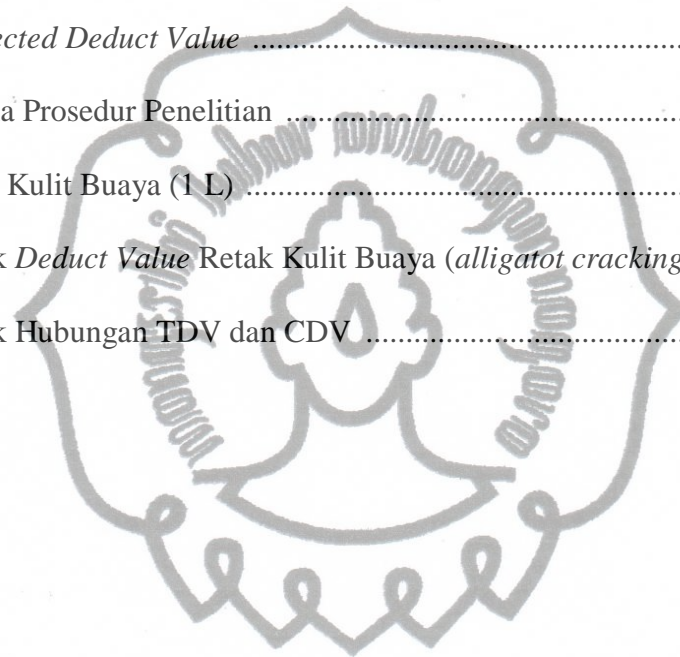 ected Deduct Value ........................................................
a Prosedur Penelitian ...................................................
Kulit Buaya (1 L) .........................................................
k Deduct Value Retak Kulit Buaya (alligatot cracking
k Hubungan TDV dan CDV .........................................